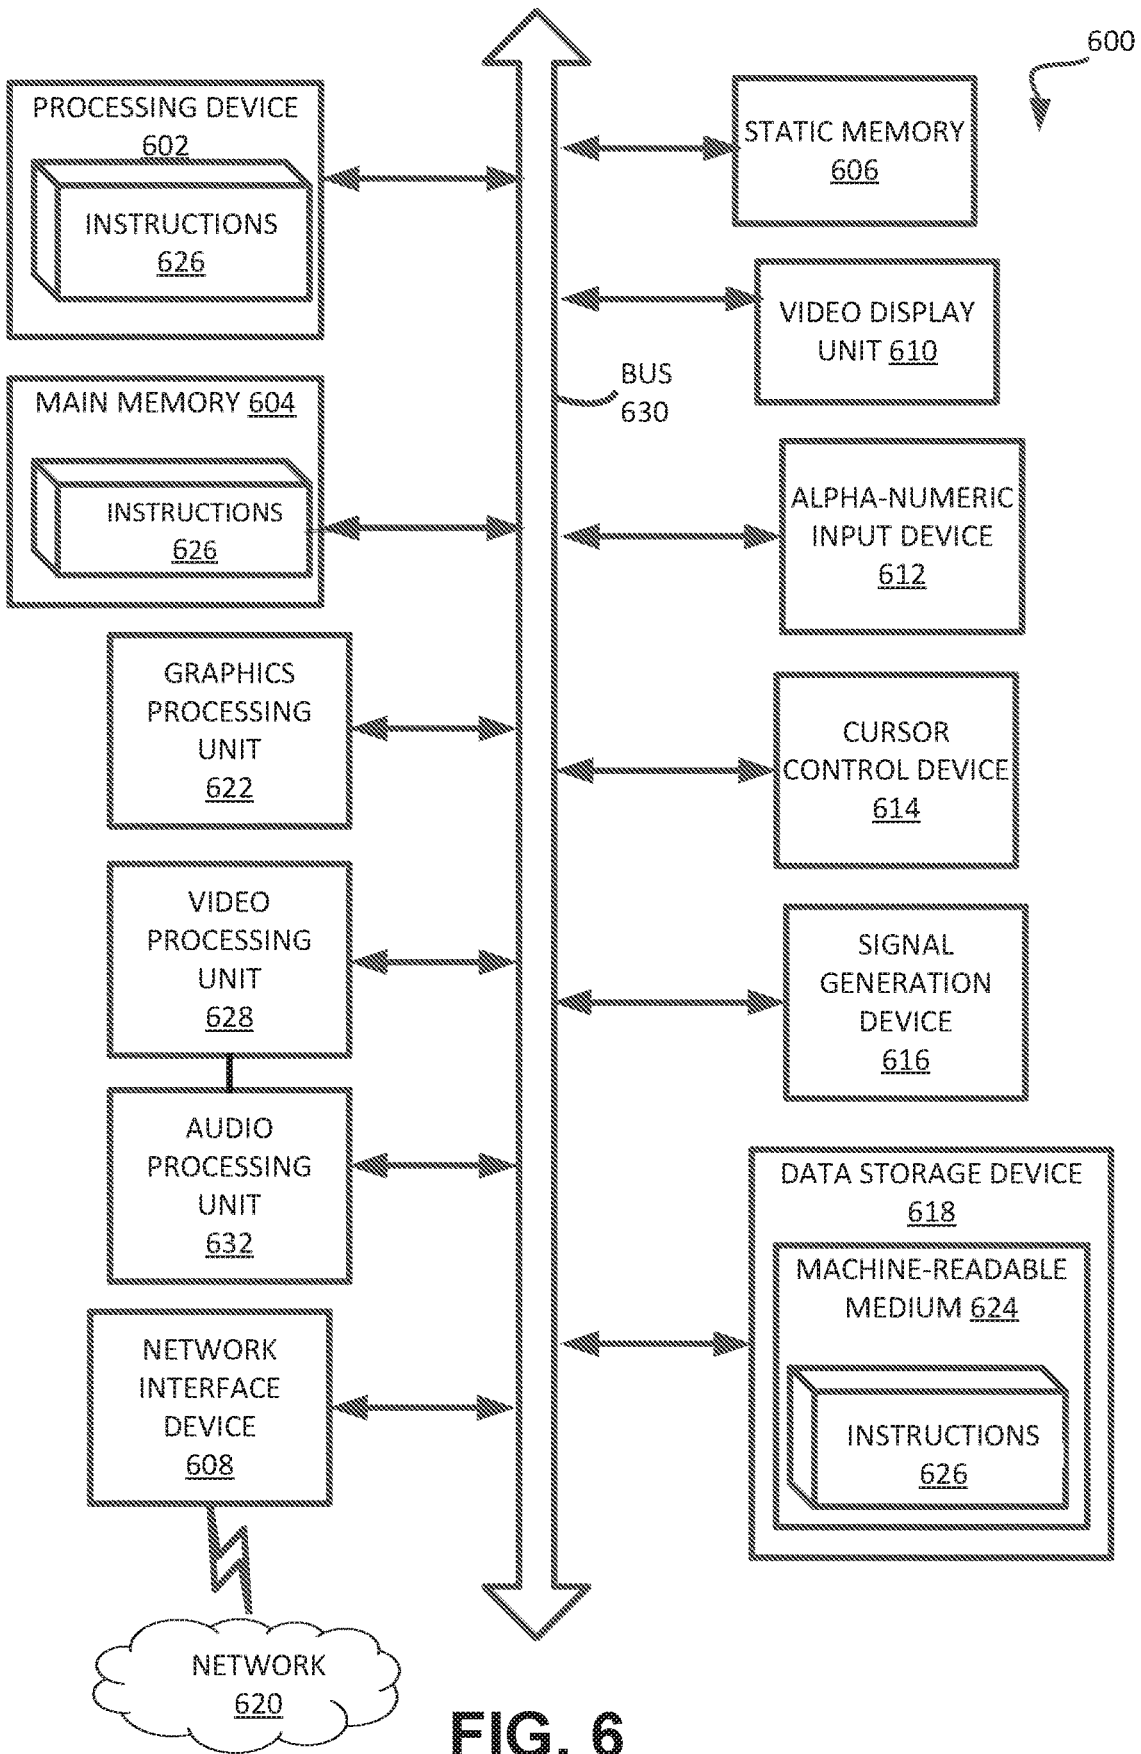 600
PROCESSING DEVICE
602
INSTRUCTIONS
626
MAIN MEMORY 604
INSTRUCTIONS
626
GRAPHICS
PROCESSING
UNIT
622
VIDEO
PROCESSING
UNIT
628
AUDIO
PROCESSING
UNIT
632
NETWORK
INTERFACE
DEVICE
608
NETWORK
620
BUS
630
STATIC MEMORY
606
VIDEO DISPLAY
UNIT 610
ALPHA-NUMERIC
INPUT DEVICE
612
CURSOR
CONTROL DEVICE
614
SIGNAL
GENERATION
DEVICE
616
DATA STORAGE DEVICE
618
MACHINE-READABLE
MEDIUM 624
INSTRUCTIONS
626
FIG. 6